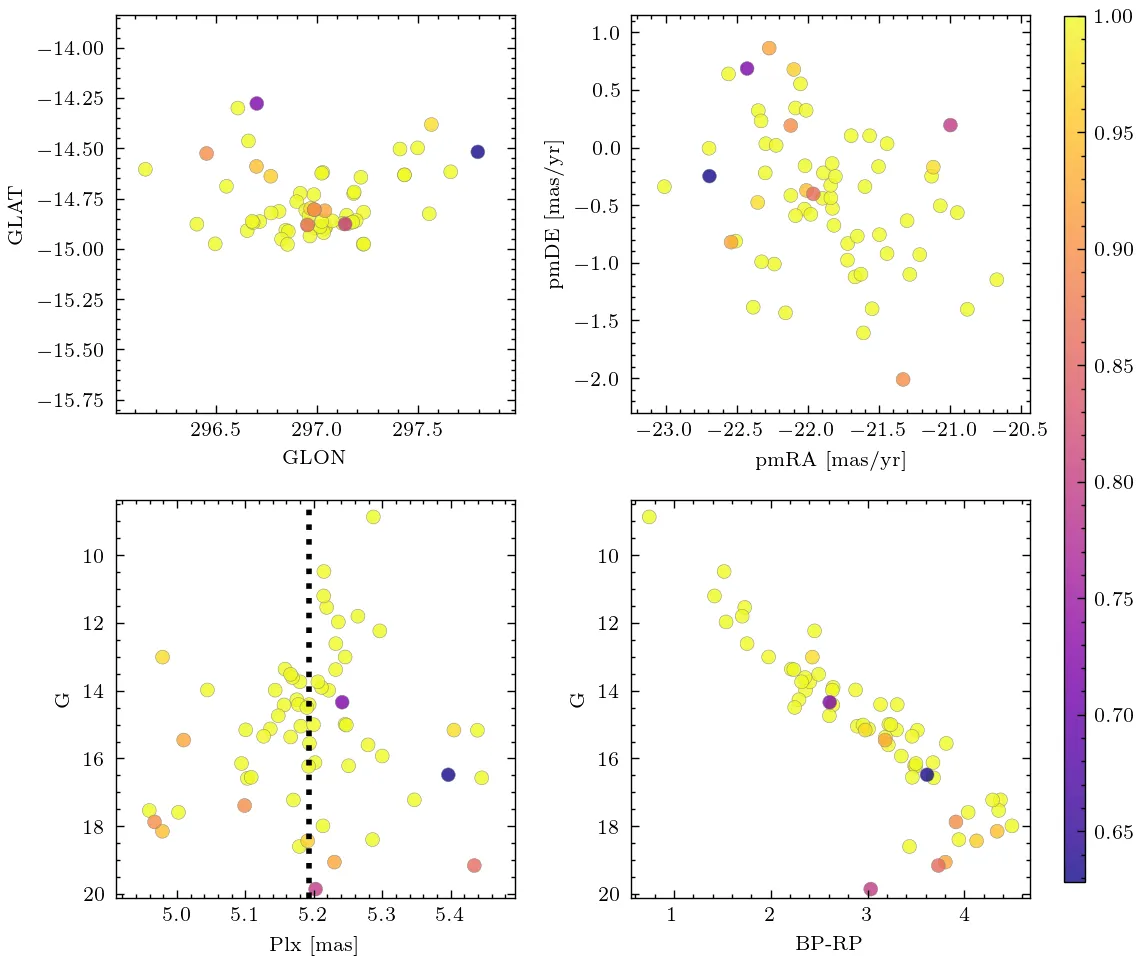 −14.00
−14.25
−14.50
−14.75
−15.00
−15.25
−15.50
−15.75
GLAT
296.5 297.0 297.5
GLON
1.0
0.5
0.0
−0.5
−1.0
−1.5
−2.0
pmDE [mas/yr]
−23.0 −22.5 −22.0 −21.5 −21.0 −20.5
pmRA [mas/yr]
10
12
14
16
18
20
G
5.0 5.1 5.2 5.3 5.4
Plx [mas]
10
12
14
16
18
20
G
1 2 3 4
BP-RP
1.00
0.95
0.90
0.85
0.80
0.75
0.70
0.65